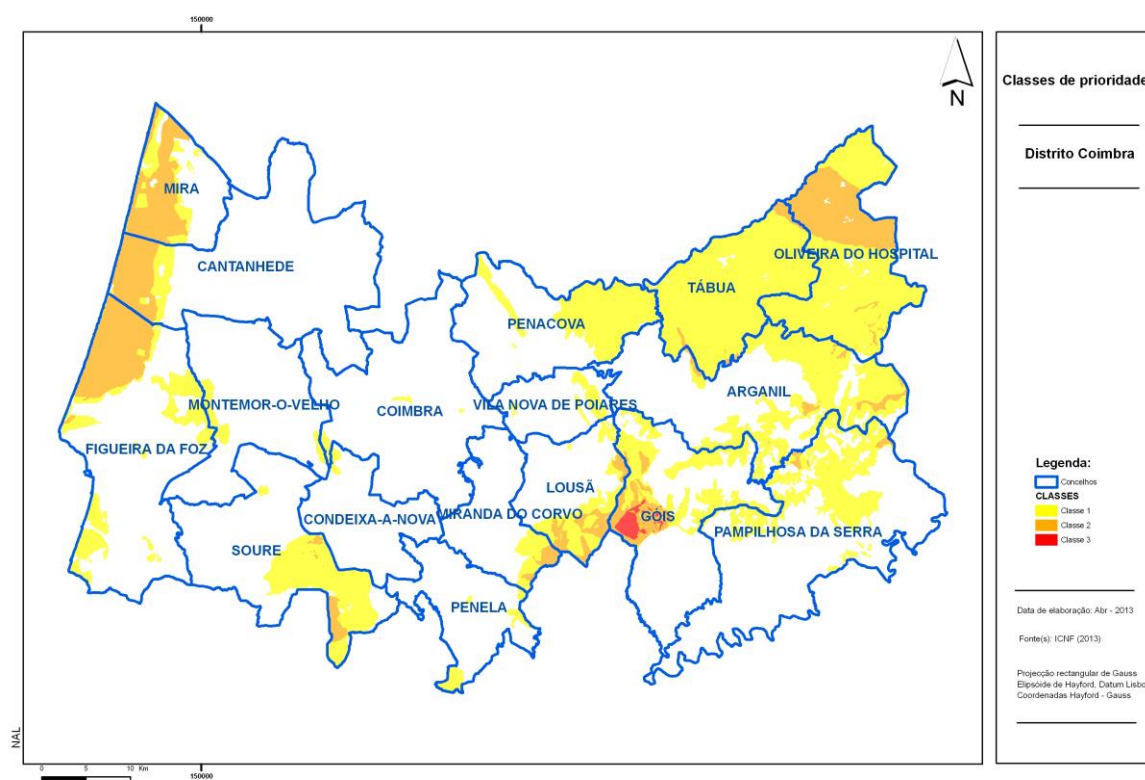 150000
N
MIRA
CANTANHEDE
OLIVEIRA DO HOSPITAL
TÁBUA
PENACOVA
ARGANIL
MONTEMOR-O-VELHO
COIMBRA
VILA NOVA DE POIARES
FIGUEIRA DA FOZ
LOUSÃ
CONDEIXA-A-NOVA
MIRANDA DO CORVO
GÓIS
PAMPILHOSA DA SERRA
SOURE
PENELA
NAL
0 5 10 Km
150000
Classes de prioridade
Distrito Coimbra
Legenda:
Concelhos
CLASSES
Classe 1
Classe 2
Classe 3
Data de elaboração: Abr - 2013
Fonte(s): ICNF (2013)
Projecção rectangular de Gauss
Elipsóide de Hayford, Datum Lisbo
Coordenadas Hayford - Gauss